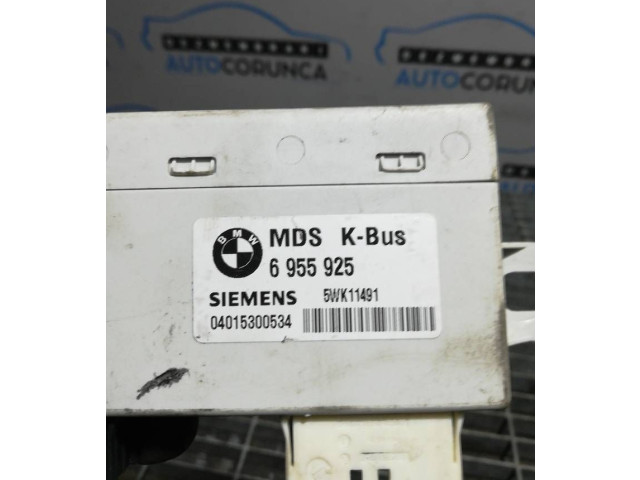 AUTOCORUNCA
AUTOCORUNCA
BMW
MDS K-Bus
6 955 925
SIEMENS 5WK11491
04015300534